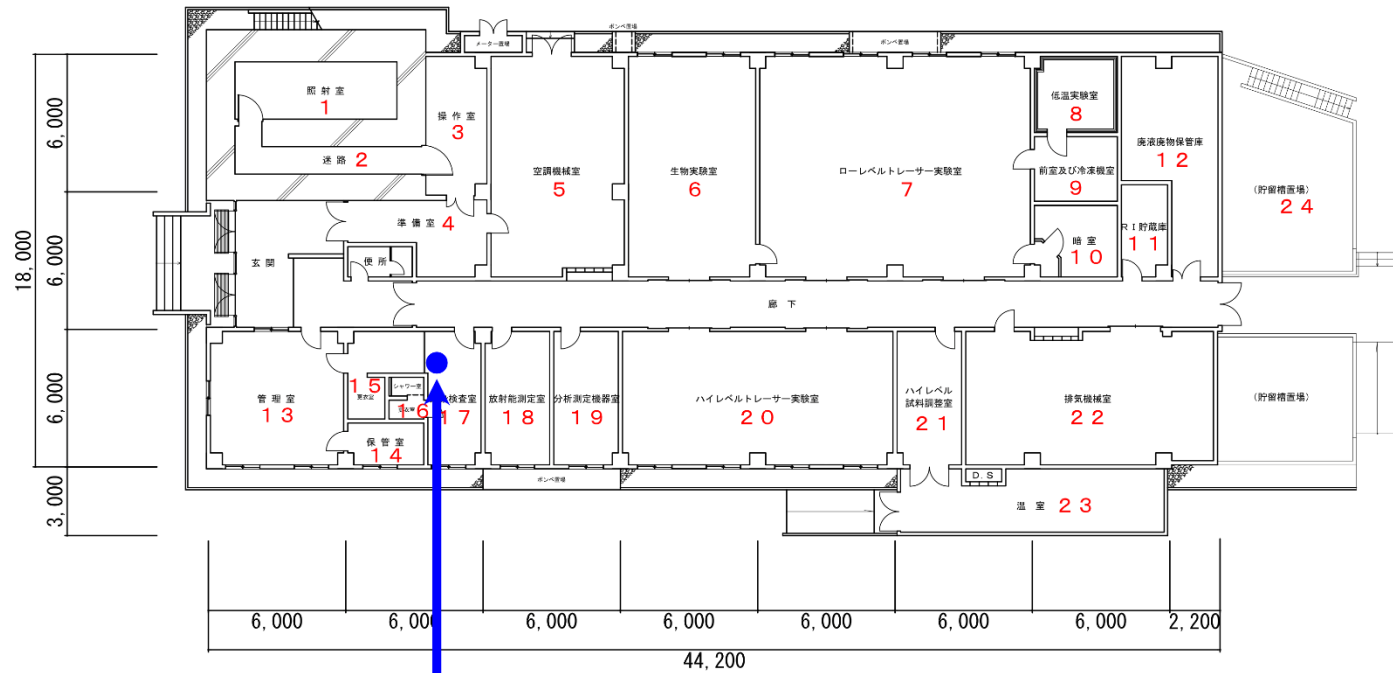 ボンベ置場
メーター置場
ボンベ置場
照射室
1
操作室
3
低温実験室
8
迷路 2
空調機械室
5
生物実験室
6
ローレベルトレーサー実験室
7
前室及び冷凍機室
9
廃液廃物保管庫
12
(貯留槽置場)
24
準備室 4
暗室
10
RI貯蔵庫
11
玄関
便所
廊下
管理室
13
15
更衣室
シャワー室
16
保管室
14
検査室
17
放射能測定室
18
分析測定機器室
19
ハイレベルトレーサー実験室
20
ハイレベル
試料調整室
21
排気機械室
22
(貯留槽置場)
ボンベ置場
D.S
温室 23
6,000
6,000
6,000
18,000
3,000
6,000 6,000 6,000 6,000 6,000 6,000 6,000 2,200
44,200